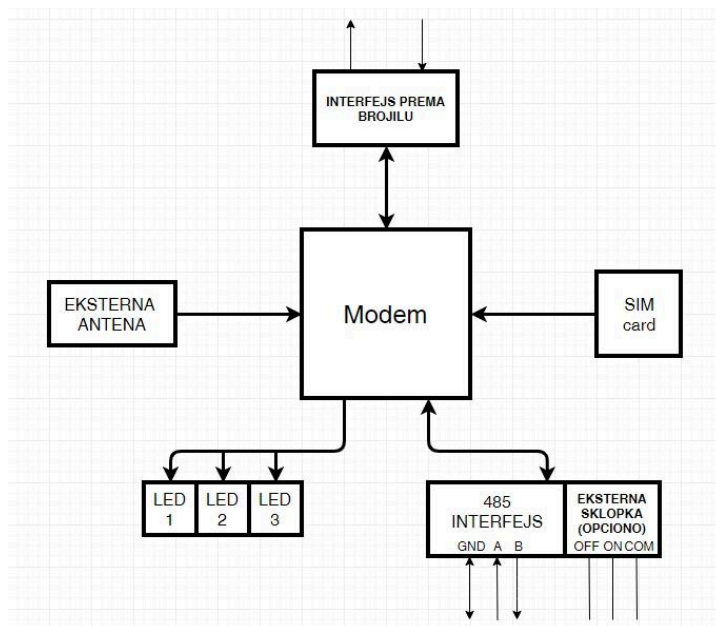 INTERFEJS PREMA
BROJILU
EKSTERNA
ANTENA
Modem
SIM
card
LED
1
LED
2
LED
3
485
INTERFEJS
GND A B
EKSTERNA
SKLOPKA
(OPCIONO)
OFF ON COM